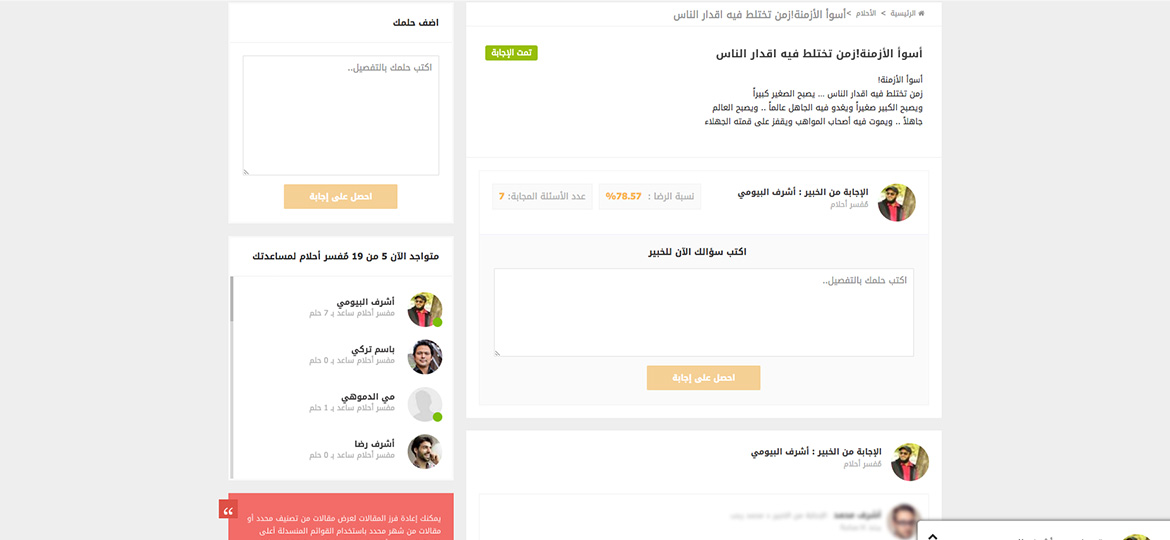 الرئيسية > الأحلام > أسوأ الأزمنة!زمن تختلط فيه اقدار الناس
أسوأ الأزمنة!زمن تختلط فيه اقدار الناس
تمت الإجابة
أسوأ الأزمنة!
زمن تختلط فيه اقدار الناس ... يصبح الصغير كبيراً
ويصبح الكبير صغيراً ويغدو فيه الجاهل عالماً .. ويصبح العالم
جاهلاً .. ويموت فيه أصحاب المواهب ويقفز على قمته الجهلاء
الإجابة من الخبير : أشرف البيومي
مُفسر أحلام
نسبة الرضا : 78.57%
عدد الأسئلة المجابة: 7
اكتب سؤالك الآن للخبير
اكتب حلمك بالتفصيل..
احصل على إجابة
الإجابة من الخبير : أشرف البيومي
مُفسر أحلام
أشرف محمد
اضف حلمك
اكتب حلمك بالتفصيل..
احصل على إجابة
متواجد الآن 5 من 19 مُفسر أحلام لمساعدتك
أشرف البيومي
مفسر أحلام ساعد بـ 7 حلم
باسم تركي
مفسر أحلام ساعد بـ 0 حلم
مي الدموهي
مفسر أحلام ساعد بـ 1 حلم
أشرف رضا
مفسر أحلام ساعد بـ 0 حلم
يمكنك إعادة فرز المقالات لعرض مقالات من تصنيف محدد أو
مقالات من شهر محدد باستخدام القوائم المنسدلة أعلى